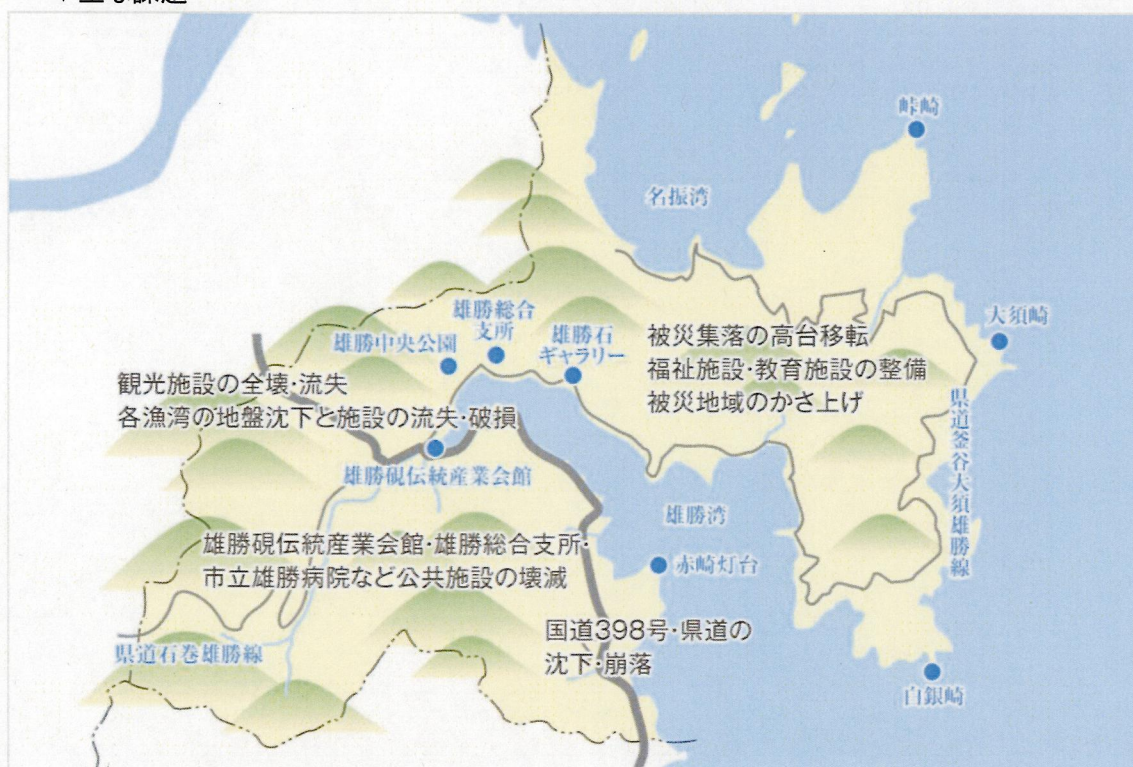 峠崎
名振湾
大須崎
雄勝総合
支所
雄勝石
ギャラリー
雄勝中央公園
被災集落の高台移転
福祉施設・教育施設の整備
被災地域のかさ上げ
観光施設の全壊・流失
各漁湾の地盤沈下と施設の流失・破損
県道釜谷大須雄勝線
雄勝硯伝統産業会館
雄勝湾
雄勝硯伝統産業会館・雄勝総合支所・
市立雄勝病院など公共施設の壊滅
赤崎灯台
国道398号・県道の
沈下・崩落
県道石巻雄勝線
白銀崎